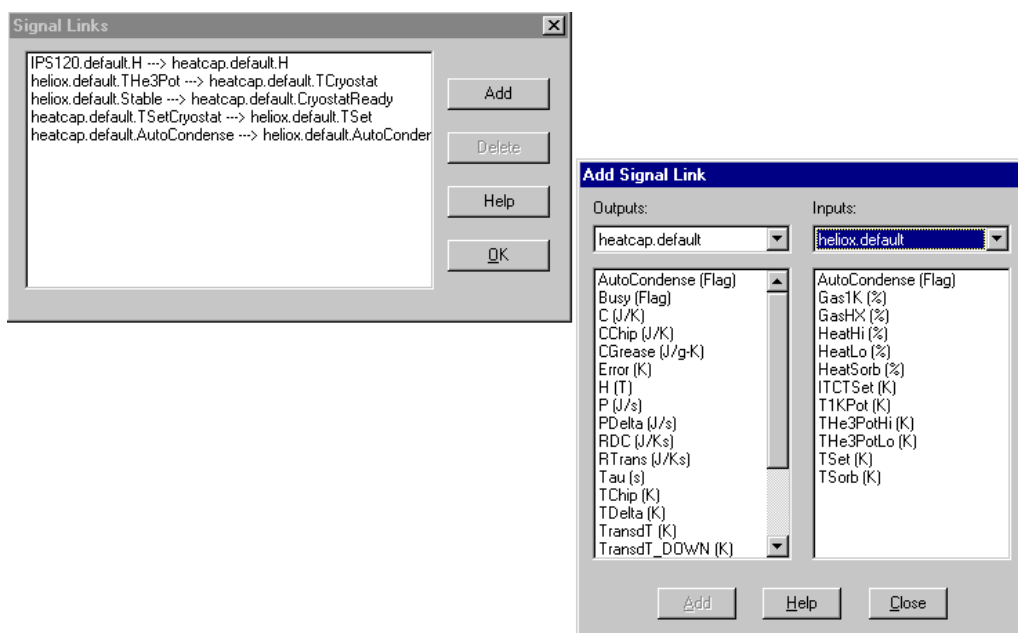 Signal Links
IPS120.default.H ---> heatcap.default.H
heliox.default.THe3Pot ---> heatcap.default.TCryostat
heliox.default.Stable ---> heatcap.default.CryostatReady
heatcap.default.TSetCryostat ---> heliox.default.TSet
heatcap.default.AutoCondense ---> heliox.default.AutoConder
Add
Delete
Help
OK
Add Signal Link
Outputs:
heatcap.default
AutoCondense (Flag)
Busy (Flag)
C (J/K)
CChip (J/K)
CGrease (J/g-K)
Error (K)
H (T)
P (J/s)
PDelta (J/s)
RDC (J/Ks)
RTrans (J/Ks)
Tau (s)
TChip (K)
TDelta (K)
TransdT (K)
TransdT_DOWN (K)
Inputs:
heliox.default
AutoCondense (Flag)
Gas1K (%)
GasHX (%)
HeatHi (%)
HeatLo (%)
HeatSorb (%)
ITCTSet (K)
T1KPot (K)
THe3PotHi (K)
THe3PotLo (K)
TSet (K)
TSorb (K)
Add
Help
Close